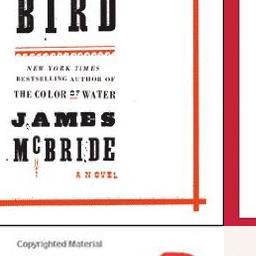 BIRD
NEW YORK TIMES
BESTSELLING AUTHOR OF
THE COLOR OF WATER
JAMES
McBRIDE
A NOVEL
Copyrighted Material